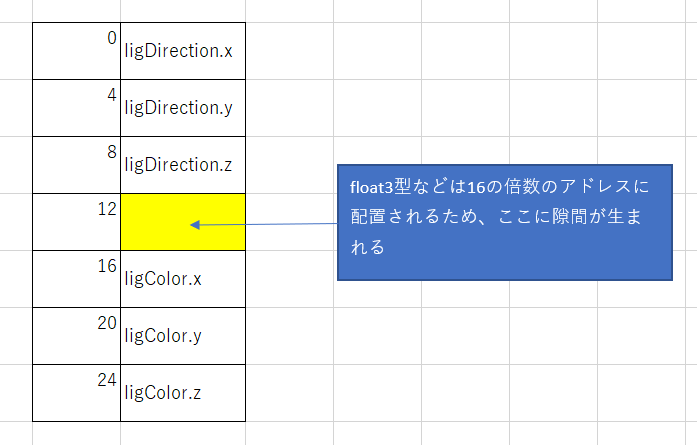 0 ligDirection.x
4 ligDirection.y
8 ligDirection.z
12
float3型などは16の倍数のアドレスに
配置されるため、ここに隙間が生ま
れる
16 ligColor.x
20 ligColor.y
24 ligColor.z